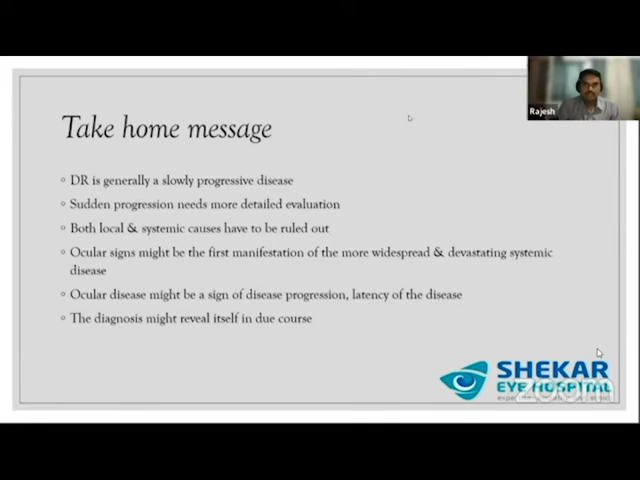 Rajesh
Take home message
◦ DR is generally a slowly progressive disease
◦ Sudden progression needs more detailed evaluation
◦ Both local & systemic causes have to be ruled out
◦ Ocular signs might be the first manifestation of the more widespread & devastating systemic
disease
◦ Ocular disease might be a sign of disease progression, latency of the disease
◦ The diagnosis might reveal itself in due course
SHEKAR
EYE HOSPITAL
zoom